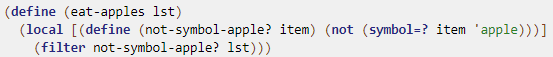 (define (eat-apples lst)
(local [(define (not-symbol-apple? item) (not (symbol=? item 'apple)))]
(filter not-symbol-apple? lst)))